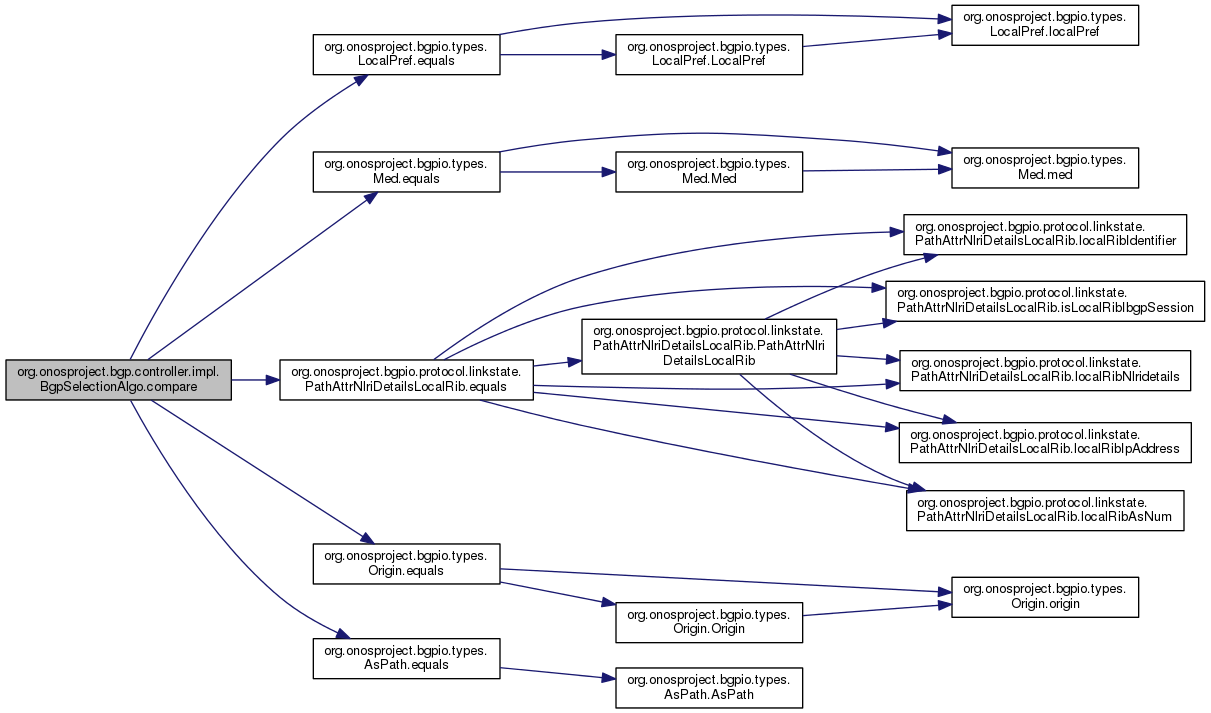 org.onosproject.bgp.controller.impl.
BgpSelectionAlgo.compare
org.onosproject.bgpio.types.
LocalPref.equals
org.onosproject.bgpio.types.
LocalPref.LocalPref
org.onosproject.bgpio.types.
LocalPref.localPref
org.onosproject.bgpio.types.
Med.equals
org.onosproject.bgpio.types.
Med.Med
org.onosproject.bgpio.types.
Med.med
org.onosproject.bgpio.protocol.linkstate.
PathAttrNlriDetailsLocalRib.equals
org.onosproject.bgpio.protocol.linkstate.
PathAttrNlriDetailsLocalRib.PathAttrNlri
DetailsLocalRib
org.onosproject.bgpio.protocol.linkstate.
PathAttrNlriDetailsLocalRib.localRibIdentifier
org.onosproject.bgpio.protocol.linkstate.
PathAttrNlriDetailsLocalRib.isLocalRibIbgpSession
org.onosproject.bgpio.protocol.linkstate.
PathAttrNlriDetailsLocalRib.localRibNlridetails
org.onosproject.bgpio.protocol.linkstate.
PathAttrNlriDetailsLocalRib.localRibIpAddress
org.onosproject.bgpio.protocol.linkstate.
PathAttrNlriDetailsLocalRib.localRibAsNum
org.onosproject.bgpio.types.
Origin.equals
org.onosproject.bgpio.types.
Origin.Origin
org.onosproject.bgpio.types.
Origin.origin
org.onosproject.bgpio.types.
AsPath.equals
org.onosproject.bgpio.types.
AsPath.AsPath